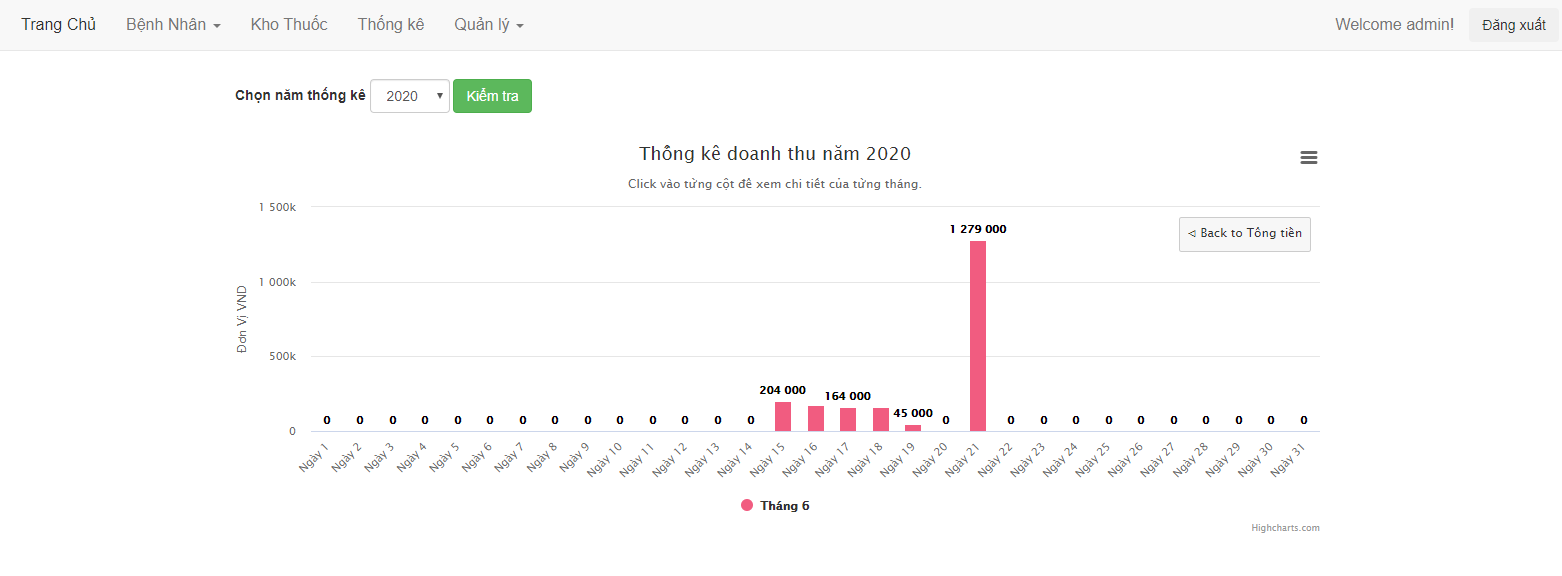 Trang Chủ Bệnh Nhân Kho Thuốc Thống kê Quản lý Welcome admin! Đăng xuất
Chọn năm thống kê 2020 Kiểm tra
Thống kê doanh thu năm 2020
Click vào từng cột để xem chi tiết của từng tháng.
◁ Back to Tổng tiền
Đơn Vị VND
1 500k
1 000k
500k
0
0 0 0 0 0 0 0 0 0 0 0 0 0 0 204 000 164 000 45 000 0 1 279 000 0 0 0 0 0 0 0 0 0 0
Ngày 1 Ngày 2 Ngày 3 Ngày 4 Ngày 5 Ngày 6 Ngày 7 Ngày 8 Ngày 9 Ngày 10 Ngày 11 Ngày 12 Ngày 13 Ngày 14 Ngày 15 Ngày 16 Ngày 17 Ngày 18 Ngày 19 Ngày 20 Ngày 21 Ngày 22 Ngày 23 Ngày 24 Ngày 25 Ngày 26 Ngày 27 Ngày 28 Ngày 29 Ngày 30 Ngày 31
Tháng 6
Highcharts.com